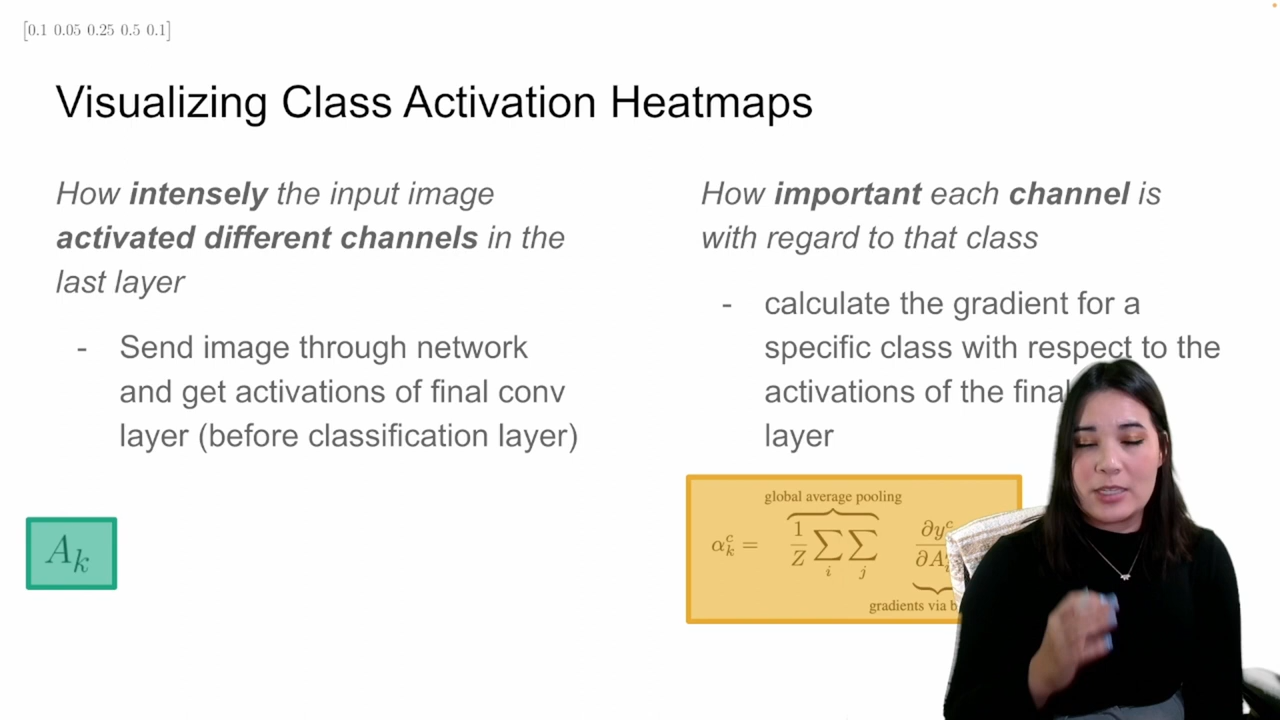 [0.1 0.05 0.25 0.5 0.1]
Visualizing Class Activation Heatmaps
How intensely the input image
activated different channels in the
last layer
- Send image through network
and get activations of final conv
layer (before classification layer)
A_k
How important each channel is
with regard to that class
- calculate the gradient for a
specific class with respect to the
activations of the final
layer
global average pooling
α_k^c = 1/Z ∑_i ∑_j ∂y^c/∂A
gradients via